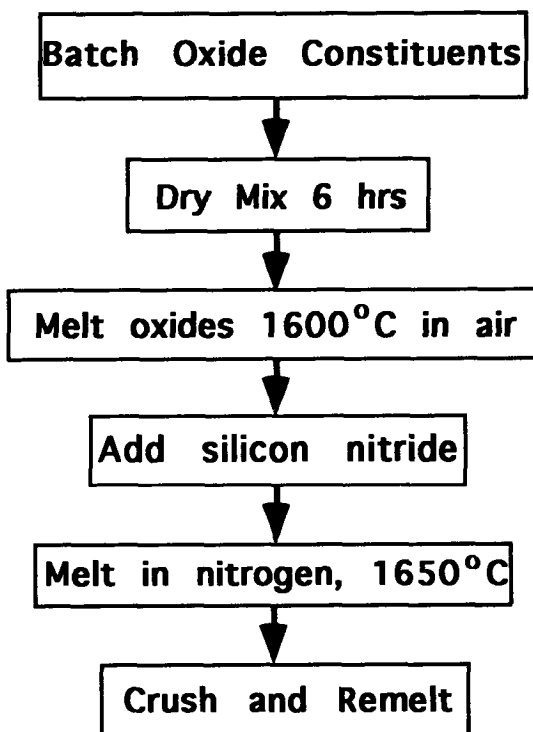 Batch Oxide Constituents
Dry Mix 6 hrs
Melt oxides 1600°C in air
Add silicon nitride
Melt in nitrogen, 1650°C
Crush and Remelt